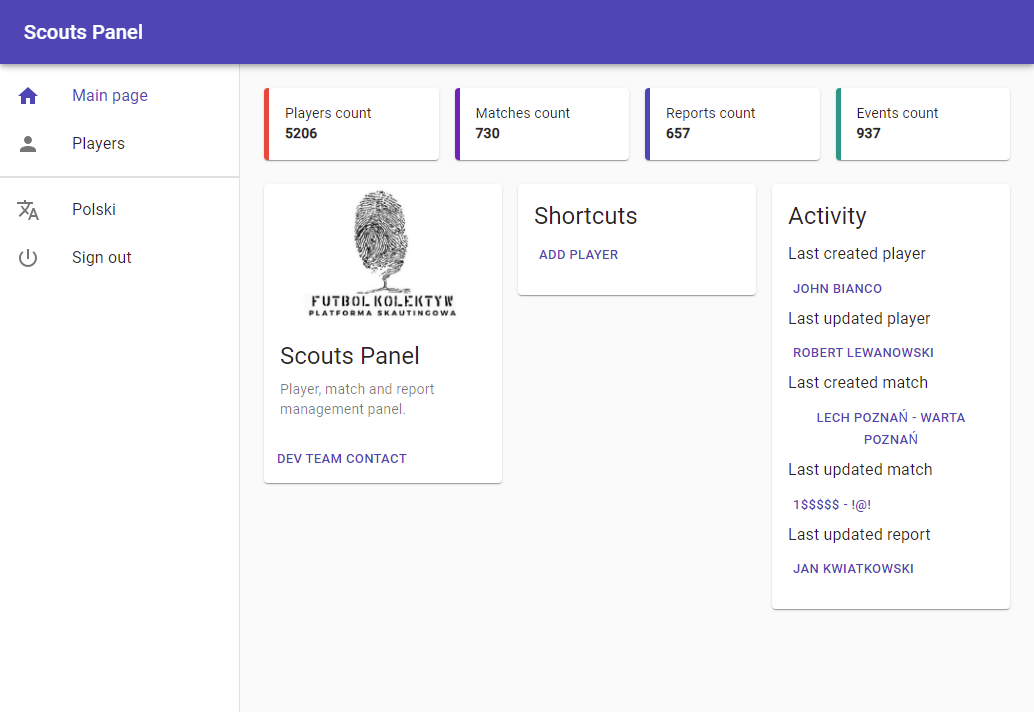 Scouts Panel
Main page
Players
Polski
Sign out
Players count
5206
Matches count
730
Reports count
657
Events count
937
FUTBOL KOLEKTYW
PLATFORMA SKAUTINGOWA
Scouts Panel
Player, match and report
management panel.
DEV TEAM CONTACT
Shortcuts
ADD PLAYER
Activity
Last created player
JOHN BIANCO
Last updated player
ROBERT LEWANOWSKI
Last created match
LECH POZNAŃ - WARTA
POZNAŃ
Last updated match
1$$$$$ - !@!
Last updated report
JAN KWIATKOWSKI